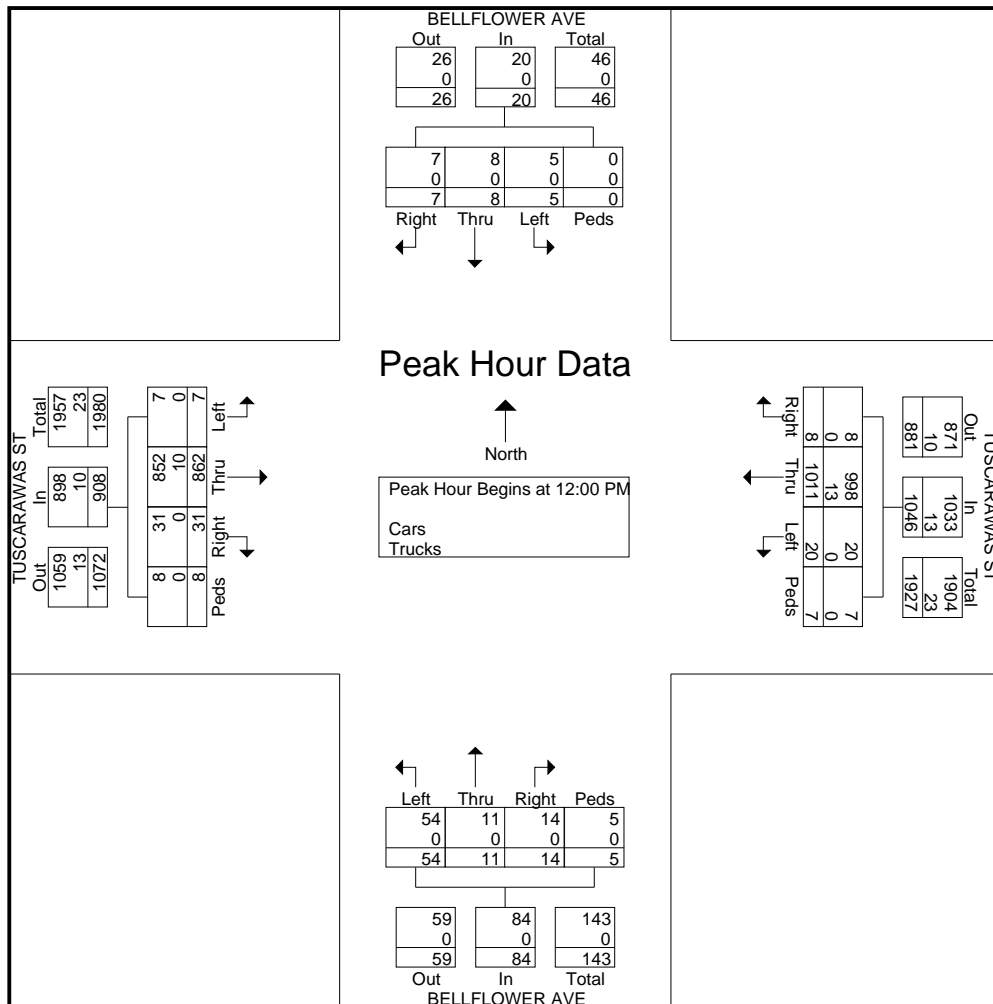 BELLFLOWER AVE
Out In Total
26 20 46
0 0 0
26 20 46
7 8 5 0
0 0 0 0
7 8 5 0
Right Thru Left Peds
Peak Hour Data
North
Peak Hour Begins at 12:00 PM
Cars
Trucks
TUSCARAWAS ST
Out In Total
1059 898 1957
13 10 23
1072 908 1980
8 31 852 7
0 0 10 0
8 31 862 7
Peds Right Thru Left
TUSCARAWAS ST
Out In Total
871 1033 1904
10 13 23
881 1046 1927
8 998 20 7
0 13 0 0
8 1011 20 7
Right Thru Left Peds
Left Thru Right Peds
54 11 14 5
0 0 0 0
54 11 14 5
59 84 143
0 0 0
59 84 143
Out In Total
BELLFLOWER AVE